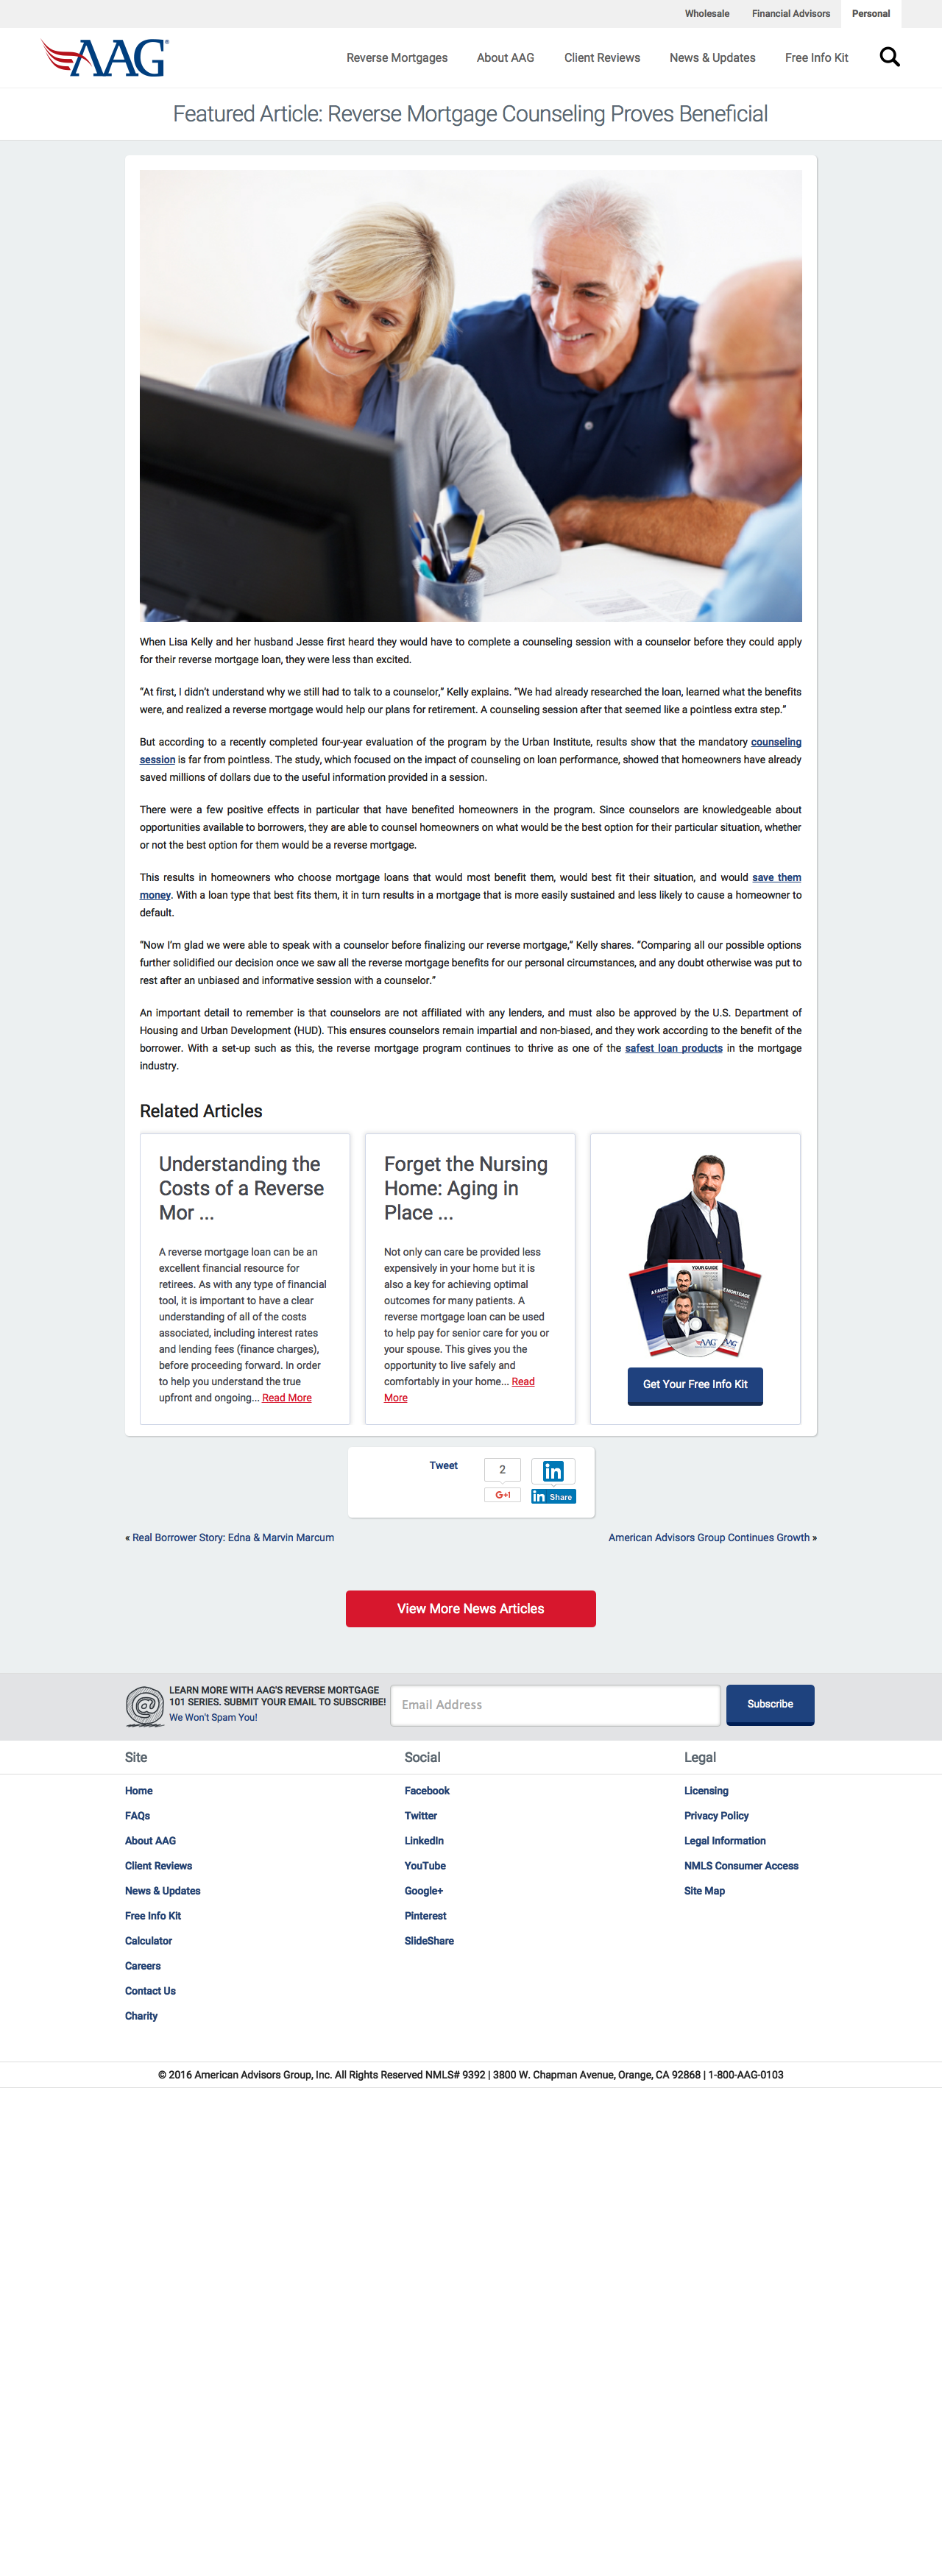 Wholesale Financial Advisors Personal
AAG®
Reverse Mortgages About AAG Client Reviews News & Updates Free Info Kit
Featured Article: Reverse Mortgage Counseling Proves Beneficial
When Lisa Kelly and her husband Jesse first heard they would have to complete a counseling session with a counselor before they could apply
for their reverse mortgage loan, they were less than excited.
“At first, I didn’t understand why we still had to talk to a counselor,” Kelly explains. “We had already researched the loan, learned what the benefits
were, and realized a reverse mortgage would help our plans for retirement. A counseling session after that seemed like a pointless extra step.”
But according to a recently completed four-year evaluation of the program by the Urban Institute, results show that the mandatory counseling
session is far from pointless. The study, which focused on the impact of counseling on loan performance, showed that homeowners have already
saved millions of dollars due to the useful information provided in a session.
There were a few positive effects in particular that have benefited homeowners in the program. Since counselors are knowledgeable about
opportunities available to borrowers, they are able to counsel homeowners on what would be the best option for their particular situation, whether
or not the best option for them would be a reverse mortgage.
This results in homeowners who choose mortgage loans that would most benefit them, would best fit their situation, and would save them
money. With a loan type that best fits them, it in turn results in a mortgage that is more easily sustained and less likely to cause a homeowner to
default.
“Now I’m glad we were able to speak with a counselor before finalizing our reverse mortgage,” Kelly shares. “Comparing all our possible options
further solidified our decision once we saw all the reverse mortgage benefits for our personal circumstances, and any doubt otherwise was put to
rest after an unbiased and informative session with a counselor.”
An important detail to remember is that counselors are not affiliated with any lenders, and must also be approved by the U.S. Department of
Housing and Urban Development (HUD). This ensures counselors remain impartial and non-biased, and they work according to the benefit of the
borrower. With a set-up such as this, the reverse mortgage program continues to thrive as one of the safest loan products in the mortgage
industry.
Related Articles
Understanding the
Costs of a Reverse
Mor ...
A reverse mortgage loan can be an
excellent financial resource for
retirees. As with any type of financial
tool, it is important to have a clear
understanding of all of the costs
associated, including interest rates
and lending fees (finance charges),
before proceeding forward. In order
to help you understand the true
upfront and ongoing... Read More
Forget the Nursing
Home: Aging in
Place ...
Not only can care be provided less
expensively in your home but it is
also a key for achieving optimal
outcomes for many patients. A
reverse mortgage loan can be used
to help pay for senior care for you or
your spouse. This gives you the
opportunity to live safely and
comfortably in your home... Read
More
YOUR GUIDE
Get Your Free Info Kit
Tweet
2
G+1
in
in Share
« Real Borrower Story: Edna & Marvin Marcum
American Advisors Group Continues Growth »
View More News Articles
LEARN MORE WITH AAG'S REVERSE MORTGAGE
101 SERIES. SUBMIT YOUR EMAIL TO SUBSCRIBE!
We Won't Spam You!
Email Address
Subscribe
Site
Home
FAQs
About AAG
Client Reviews
News & Updates
Free Info Kit
Calculator
Careers
Contact Us
Charity
Social
Facebook
Twitter
LinkedIn
YouTube
Google+
Pinterest
SlideShare
Legal
Licensing
Privacy Policy
Legal Information
NMLS Consumer Access
Site Map
© 2016 American Advisors Group, Inc. All Rights Reserved NMLS# 9392 | 3800 W. Chapman Avenue, Orange, CA 92868 | 1-800-AAG-0103